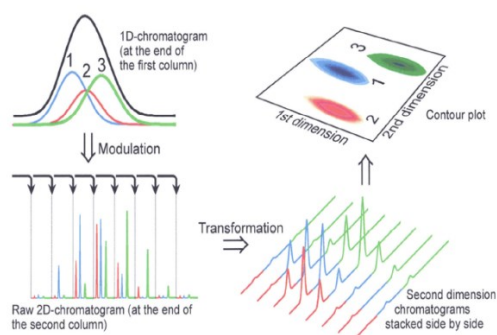 1D-chromatogram
(at the end of
the first column)
1
2
3
Modulation
Raw 2D-chromatogram (at the end of
the second column)
Transformation
Second dimension
chromatograms
stacked side by side
3
1
2
1st dimension
2nd dimension
Contour plot